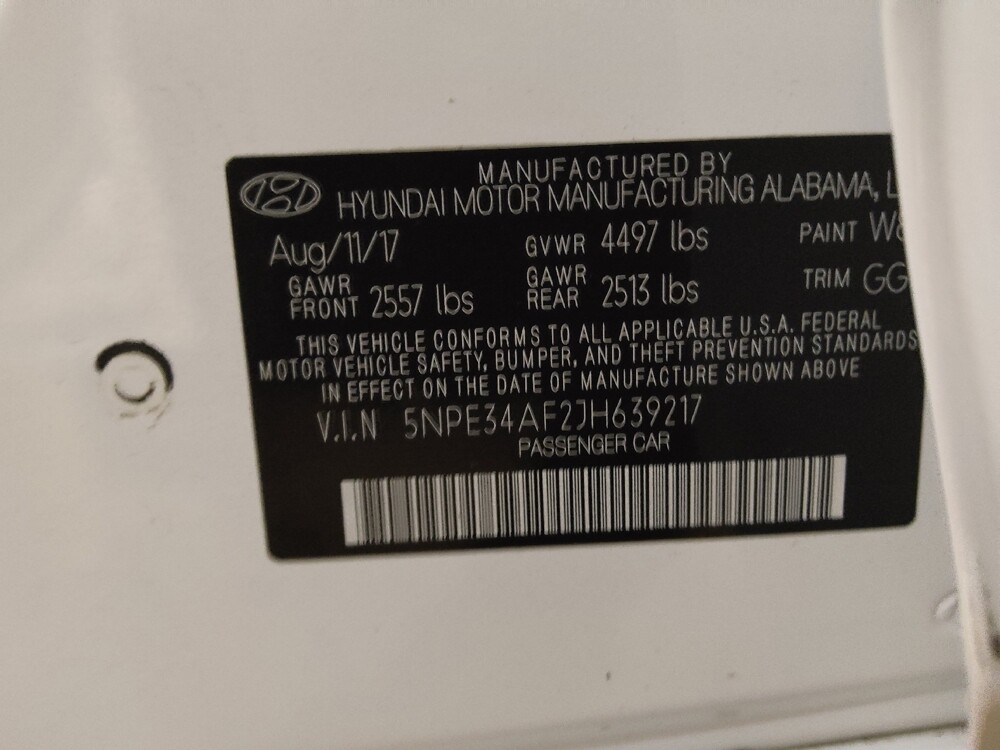 MANUFACTURED BY
HYUNDAI MOTOR MANUFACTURING ALABAMA, L
Aug/11/17 GVWR 4497 lbs PAINT W8
GAWR FRONT 2557 lbs GAWR REAR 2513 lbs TRIM GG
THIS VEHICLE CONFORMS TO ALL APPLICABLE U.S.A. FEDERAL
MOTOR VEHICLE SAFETY, BUMPER, AND THEFT PREVENTION STANDARDS
IN EFFECT ON THE DATE OF MANUFACTURE SHOWN ABOVE
V.I.N 5NPE34AF2JH639217
PASSENGER CAR